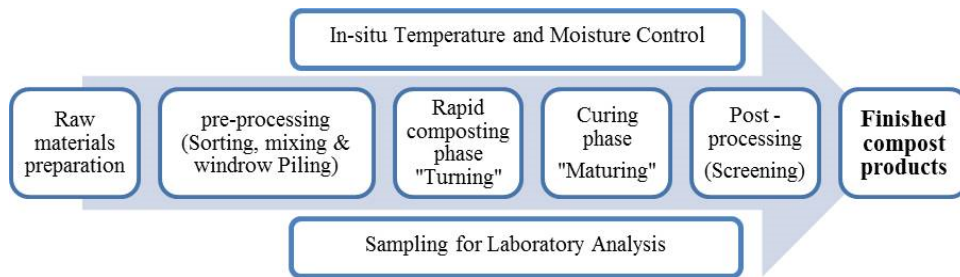 In-situ Temperature and Moisture Control
Raw
materials
preparation
pre-processing
(Sorting, mixing &
windrow Piling)
Rapid
composting
phase
"Turning"
Curing
phase
"Maturing"
Post -
processing
(Screening)
Finished
compost
products
Sampling for Laboratory Analysis